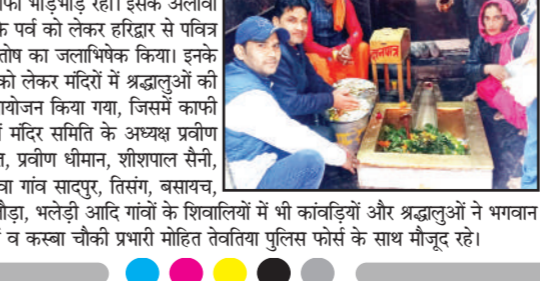 भीड़भाड़ रही। इसके अलावा
के पर्व को लेकर हरिद्वार से पवित्र
का जलाभिषेक किया। इनके
को लेकर मंदिरों में श्रद्धालुओं की
किया गया, जिसमें काफी
मंदिर समिति के अध्यक्ष प्रवीण
प्रवीण धीमान, शीशपाल सैनी,
गांव सादपुर, तिसंग, बसायच,
भलेड़ी आदि गांवों के शिवालियों में भी कांवड़ियों और श्रद्धालुओं ने भगवान
व कस्बा चौकी प्रभारी मोहित तेवतिया पुलिस फोर्स के साथ मौजूद रहे।
दानपात्र